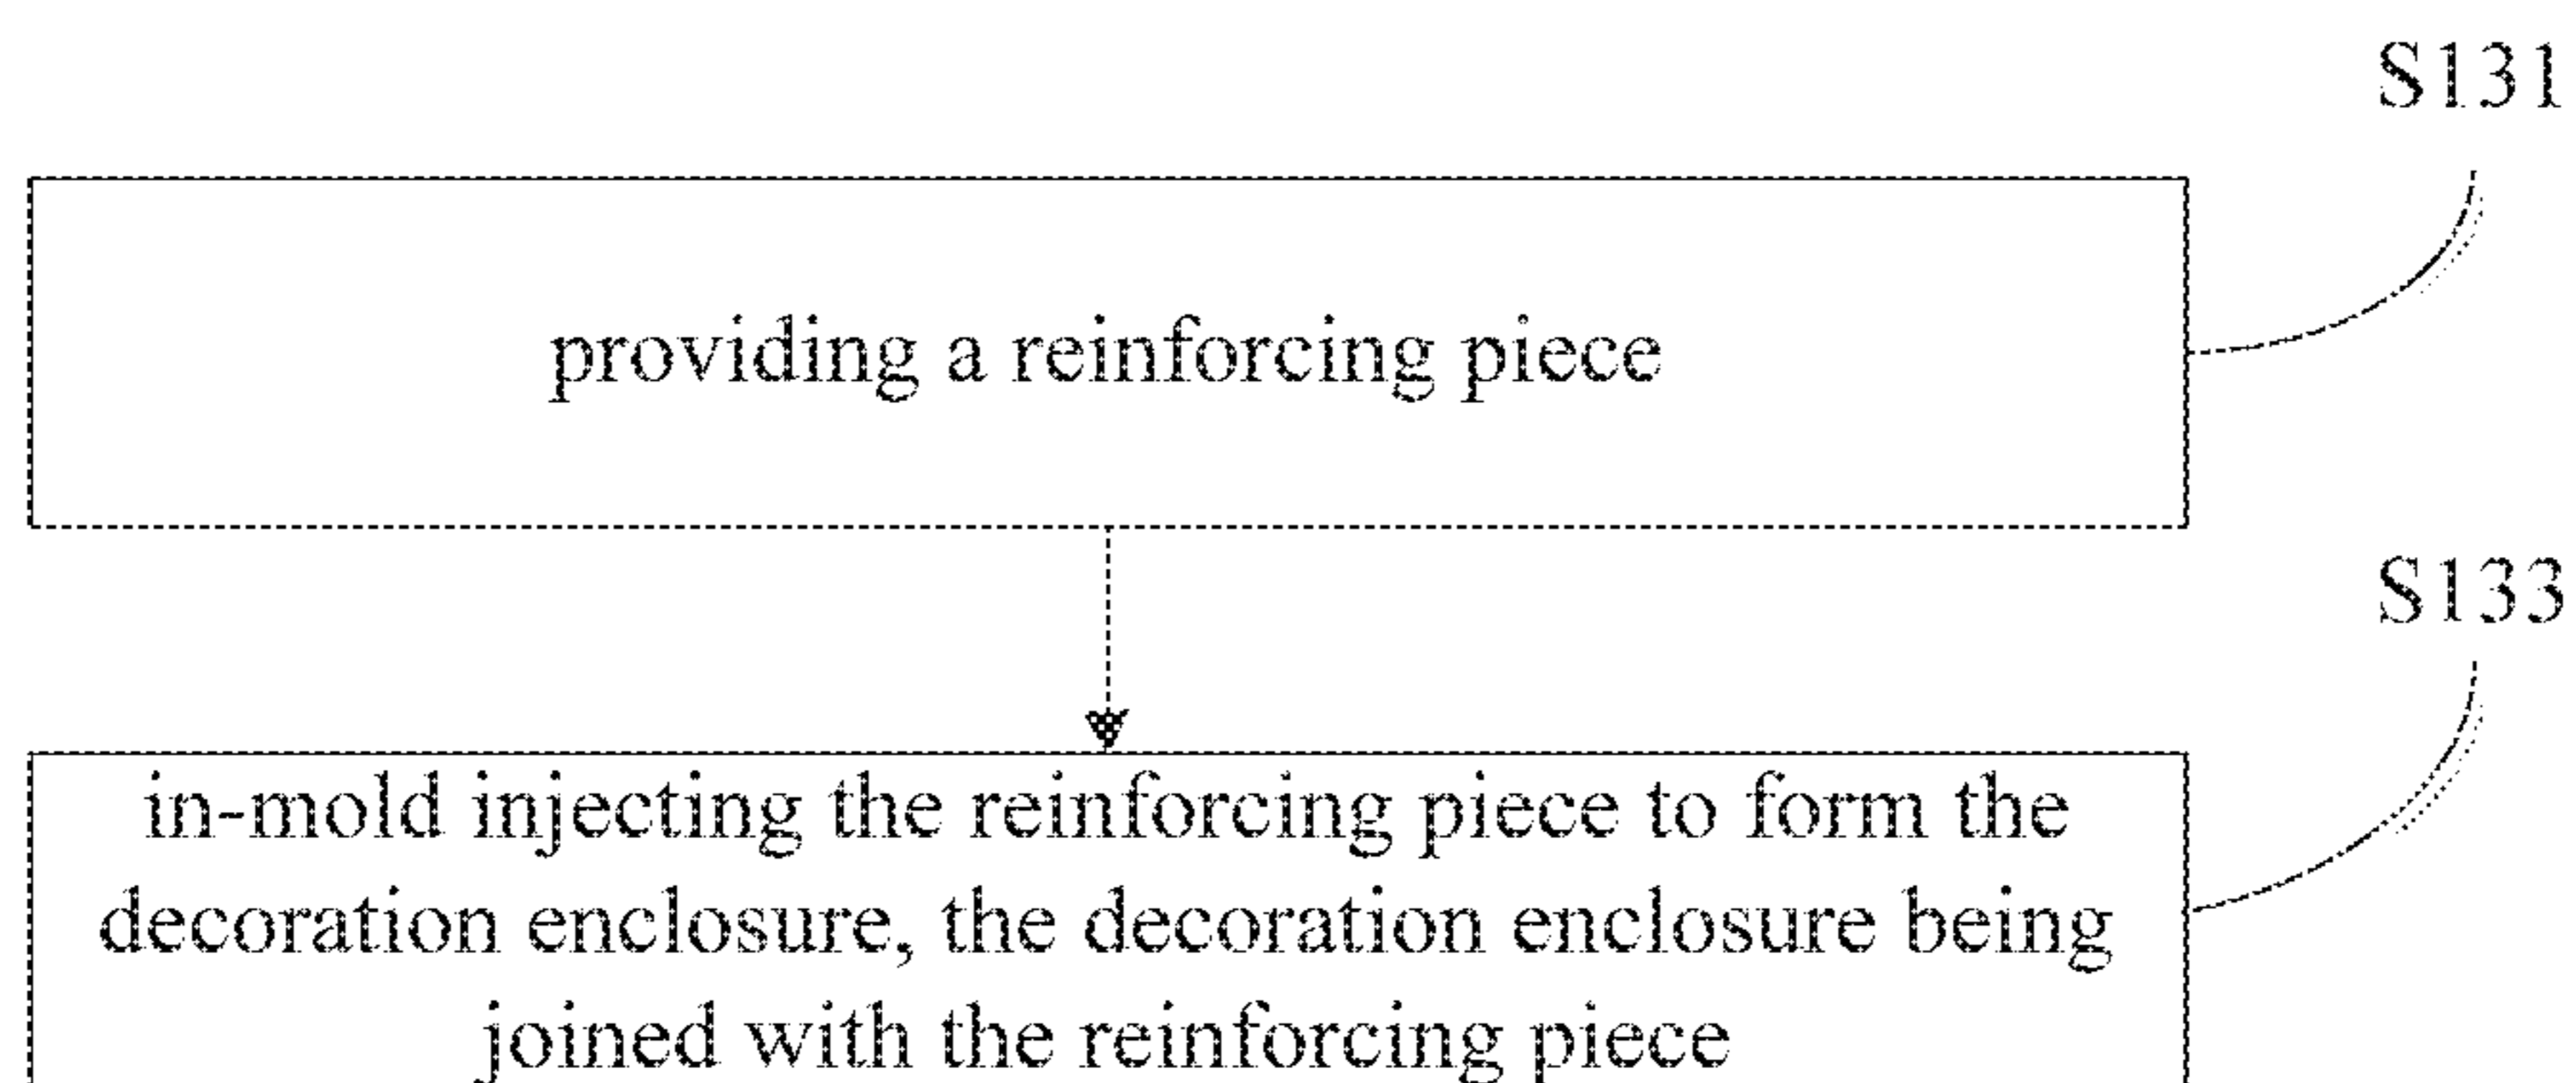 S131
providing a reinforcing piece
S133
in-mold injecting the reinforcing piece to form the
decoration enclosure, the decoration enclosure being
joined with the reinforcing piece